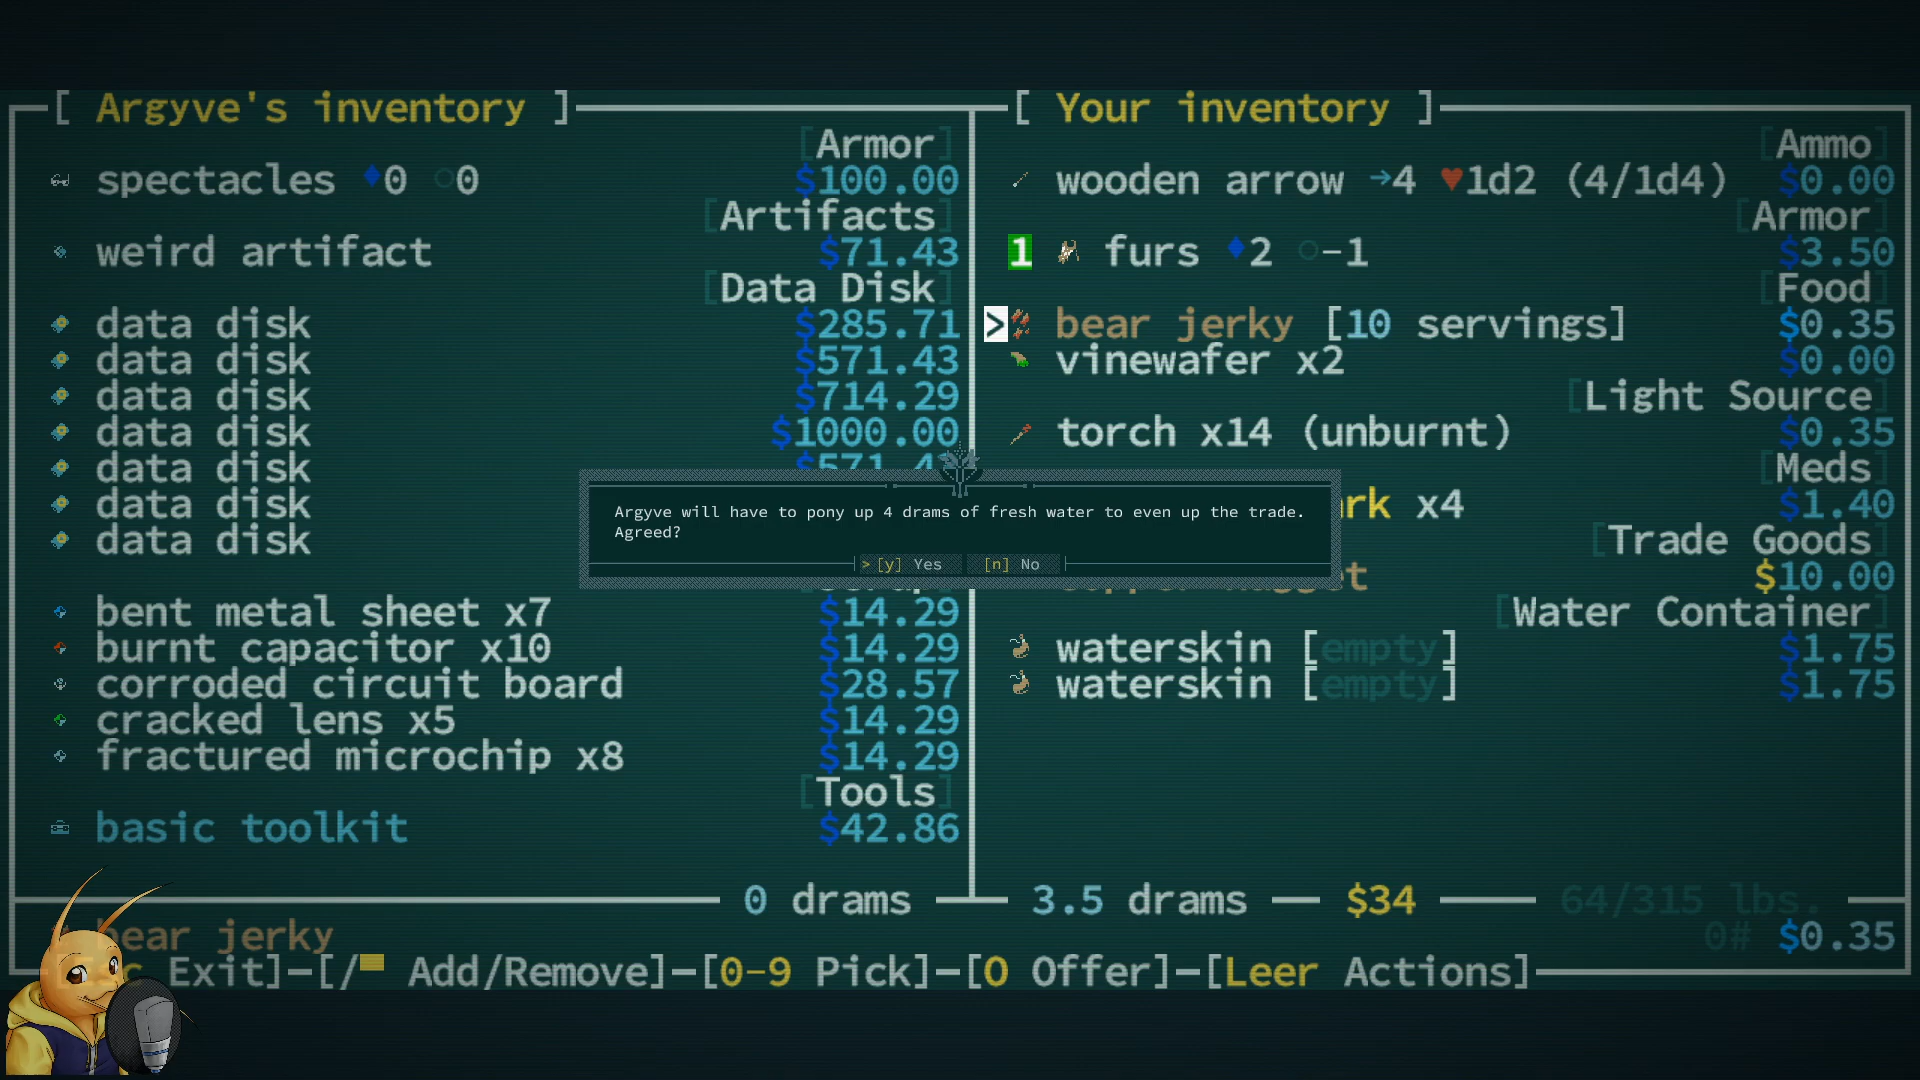 [ Argyve's inventory ]
[Armor]
spectacles ♦0 ○0 $100.00
[Artifacts]
weird artifact $71.43
[Data Disk]
data disk $285.71
data disk $571.43
data disk $714.29
data disk $1000.00
data disk
data disk
data disk
bent metal sheet x7 $14.29
burnt capacitor x10 $14.29
corroded circuit board $28.57
cracked lens x5 $14.29
fractured microchip x8 $14.29
[Tools]
basic toolkit $42.86
0 drams
[ Your inventory ]
[Ammo]
wooden arrow →4 ♥1d2 (4/1d4) $0.00
[Armor]
1 furs ♦2 ○-1 $3.50
[Food]
> bear jerky [10 servings] $0.35
vinewafer x2 $0.00
[Light Source]
torch x14 (unburnt) $0.35
[Meds]
x4 $1.40
[Trade Goods]
$10.00
[Water Container]
waterskin [empty] $1.75
waterskin [empty] $1.75
3.5 drams — $34 — 64/315 lbs.
Argyve will have to pony up 4 drams of fresh water to even up the trade.
Agreed?
> [y] Yes [n] No
bear jerky 0# $0.35
Exit]-[/ Add/Remove]-[0-9 Pick]-[O Offer]-[Leer Actions]